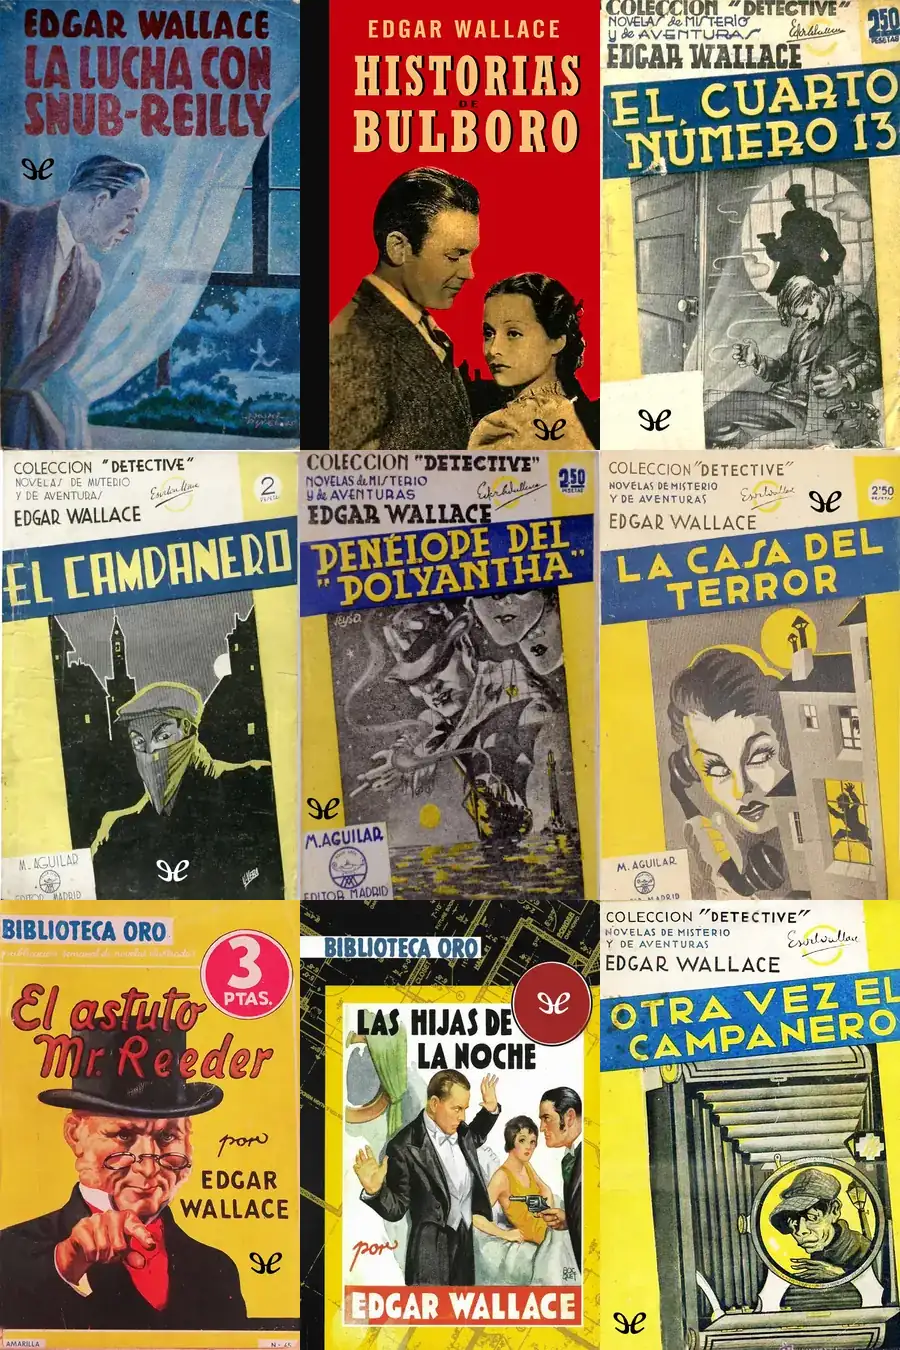 EDGAR WALLACE
LA LUCHA CON
SNUB-REILLY
EDGAR WALLACE
HISTORIAS
DE
BULBORO
COLECCION "DETECTIVE"
NOVELAS de MISTERIO
y de AVENTURAS
EDGAR WALLACE
2'50
PESETAS
EL CUARTO
NÚMERO 13
COLECCION "DETECTIVE"
NOVELAS DE MISTERIO
Y DE AVENTURAS
EDGAR WALLACE
2
PESETAS
EL CAMPANERO
M. AGUILAR
EDITOR MADRID
COLECCION "DETECTIVE"
NOVELAS de MISTERIO
y de AVENTURAS
EDGAR WALLACE
2'50
PESETAS
PENÉLOPE DEL
"POLYANTHA"
M. AGUILAR
EDITOR MADRID
COLECCION "DETECTIVE"
NOVELAS DE MISTERIO
Y DE AVENTURAS
EDGAR WALLACE
2'50
PESETAS
LA CASA DEL
TERROR
M. AGUILAR
MADRID
BIBLIOTECA ORO
3
PTAS.
El astuto
Mr. Reeder
por
EDGAR
WALLACE
AMARILLA
BIBLIOTECA ORO
LAS HIJAS DE
LA NOCHE
por
EDGAR WALLACE
COLECCION "DETECTIVE"
NOVELAS DE MISTERIO
Y DE AVENTURAS
EDGAR WALLACE
OTRA VEZ EL
CAMPANERO